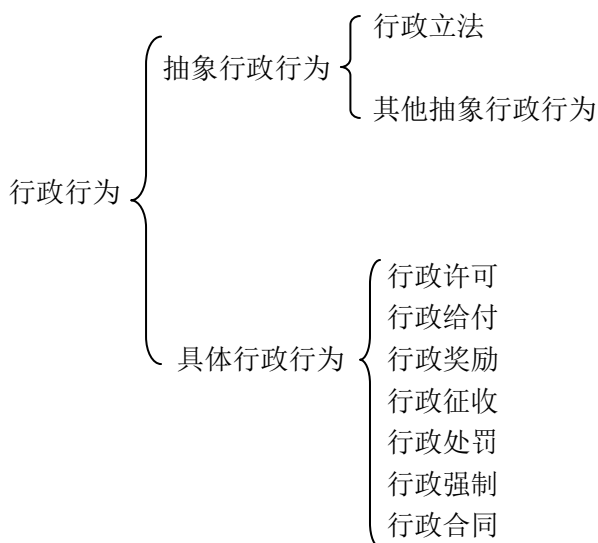 行政立法
抽象行政行为
其他抽象行政行为
行政行为
行政许可
行政给付
具体行政行为
行政奖励
行政征收
行政处罚
行政强制
行政合同